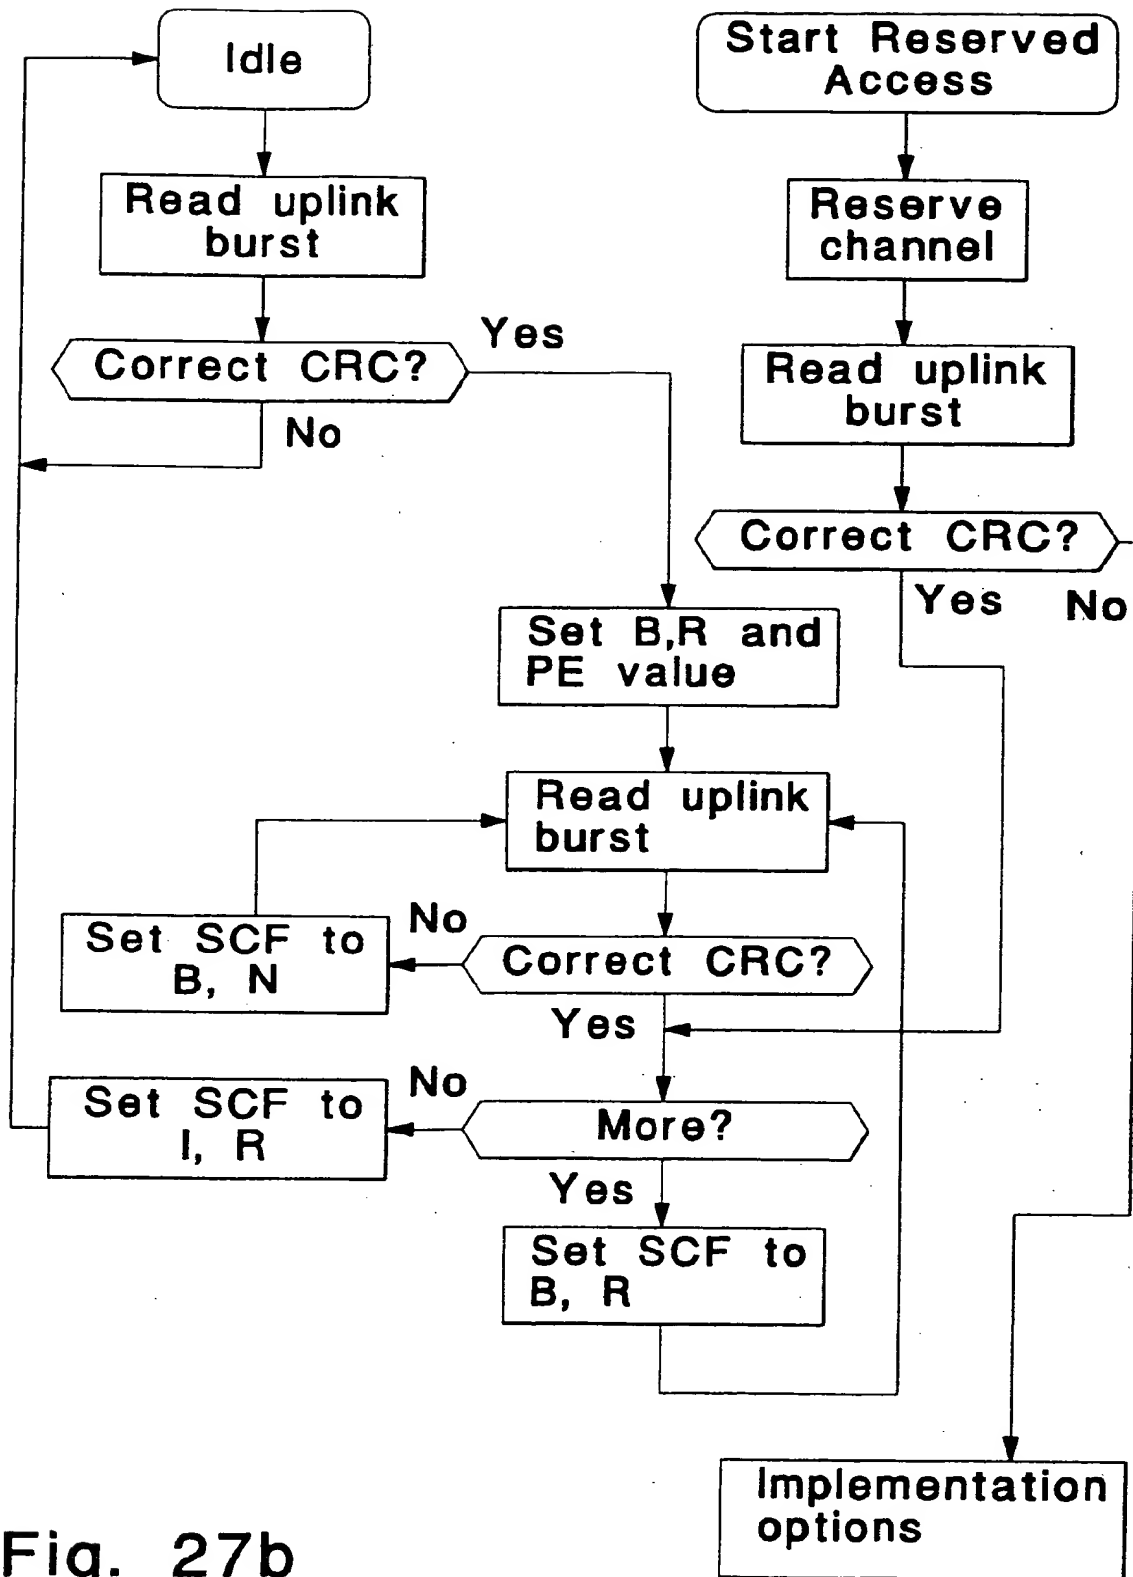 Idle
Start Reserved
Access
Read uplink
burst
Reserve
channel
Correct CRC?
Yes
No
Read uplink
burst
Correct CRC?
Yes
No
Set B,R and
PE value
Read uplink
burst
Set SCF to
B, N
No
Correct CRC?
Yes
Set SCF to
I, R
No
More?
Yes
Set SCF to
B, R
Implementation
options
Fig. 27b